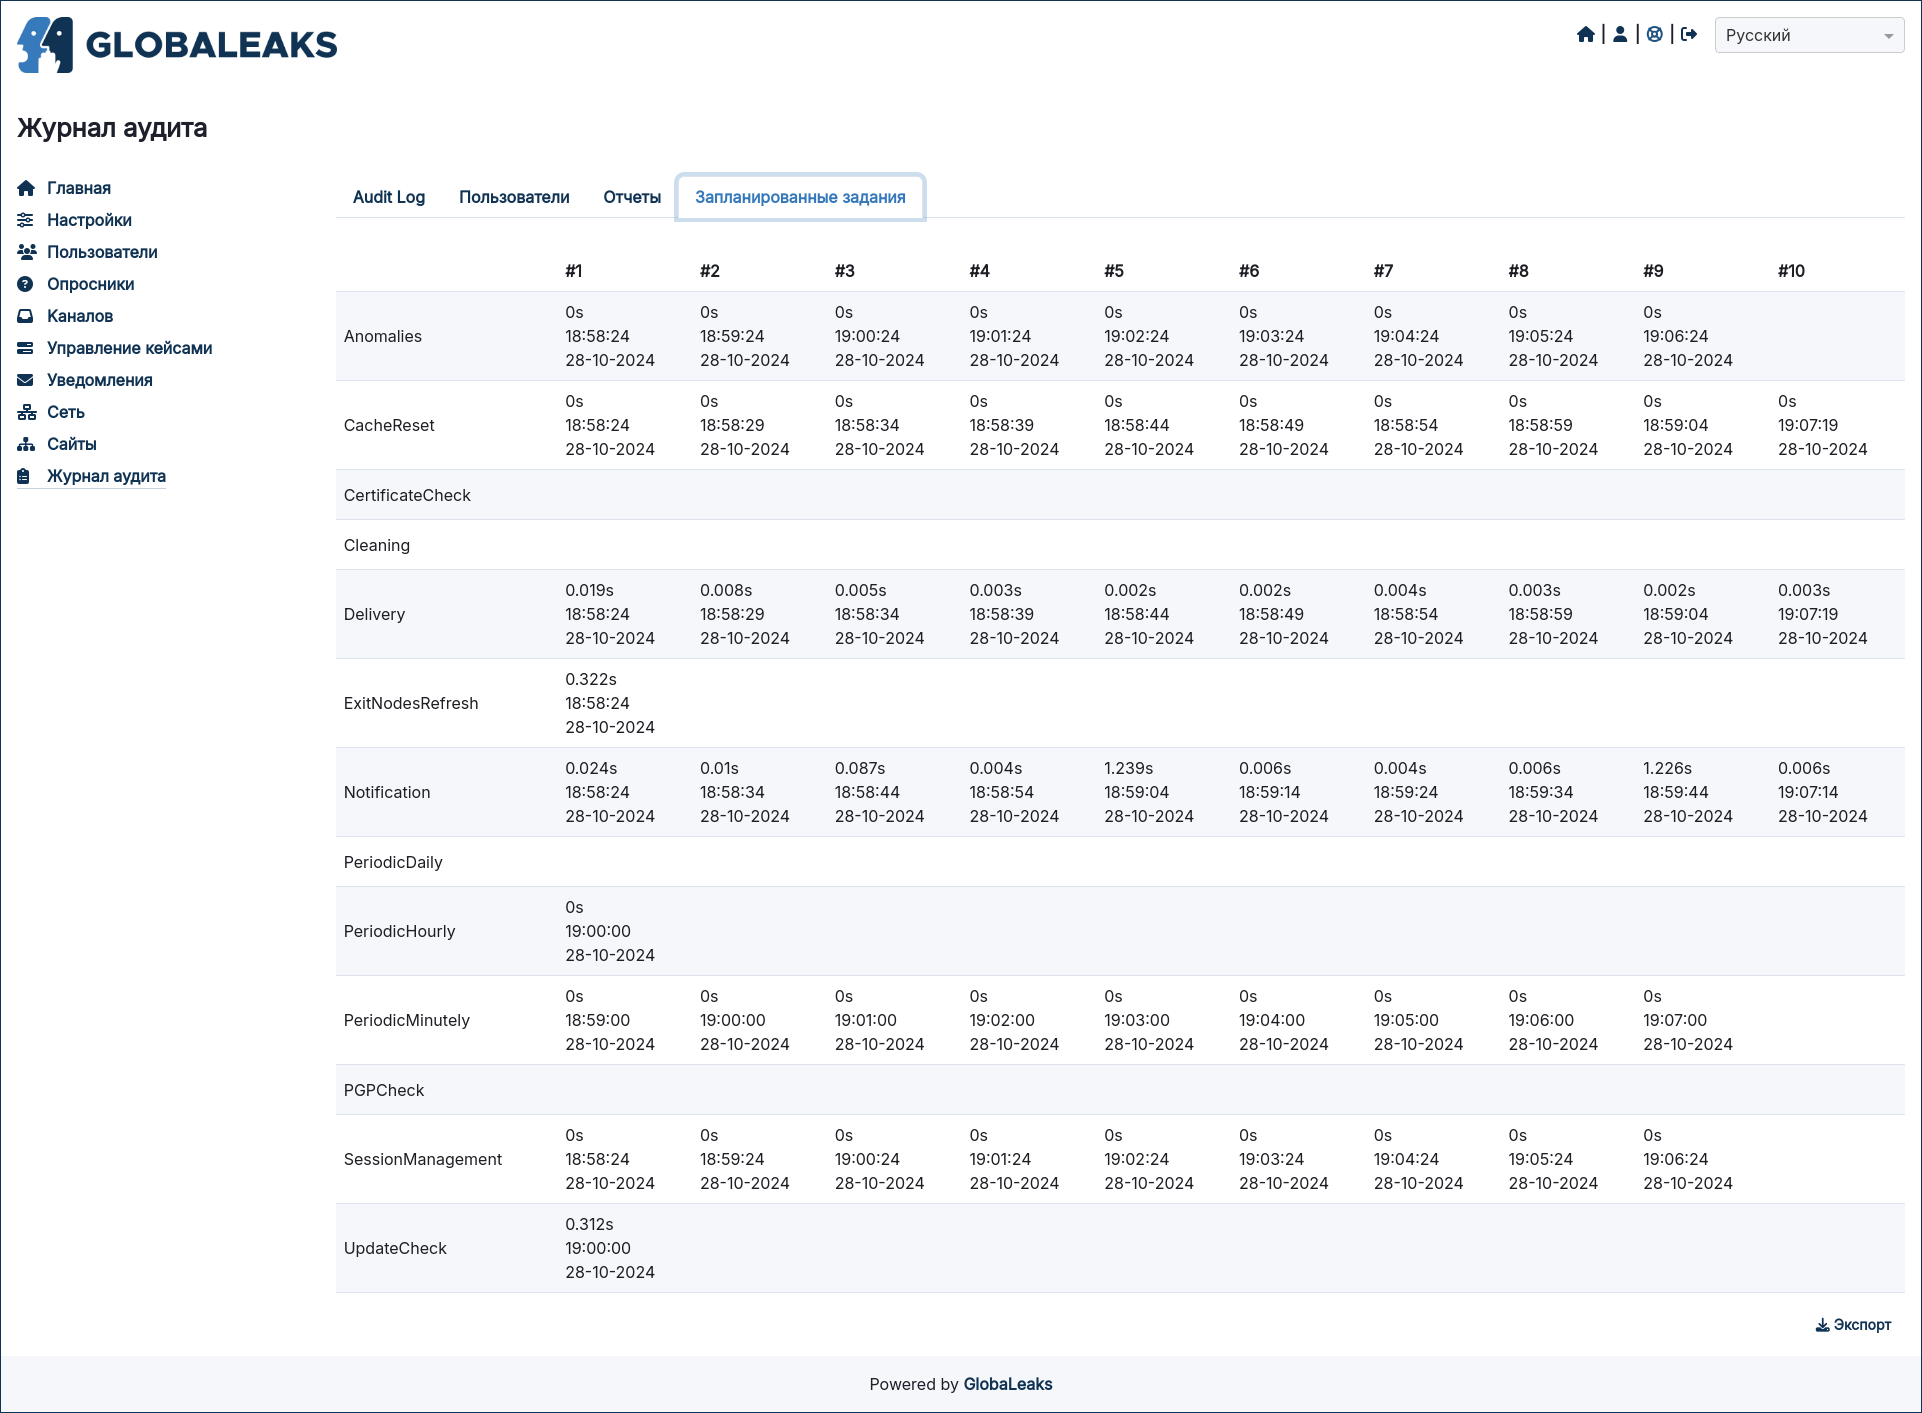 GLOBALEAKS
Русский
Журнал аудита
Главная
Настройки
Пользователи
Опросники
Каналов
Управление кейсами
Уведомления
Сеть
Сайты
Журнал аудита
Audit Log Пользователи Отчеты Запланированные задания
#1 #2 #3 #4 #5 #6 #7 #8 #9 #10
Anomalies
0s 0s 0s 0s 0s 0s 0s 0s 0s
18:58:24 18:59:24 19:00:24 19:01:24 19:02:24 19:03:24 19:04:24 19:05:24 19:06:24
28-10-2024 28-10-2024 28-10-2024 28-10-2024 28-10-2024 28-10-2024 28-10-2024 28-10-2024 28-10-2024
CacheReset
0s 0s 0s 0s 0s 0s 0s 0s 0s 0s
18:58:24 18:58:29 18:58:34 18:58:39 18:58:44 18:58:49 18:58:54 18:58:59 18:59:04 19:07:19
28-10-2024 28-10-2024 28-10-2024 28-10-2024 28-10-2024 28-10-2024 28-10-2024 28-10-2024 28-10-2024 28-10-2024
CertificateCheck
Cleaning
Delivery
0.019s 0.008s 0.005s 0.003s 0.002s 0.002s 0.004s 0.003s 0.002s 0.003s
18:58:24 18:58:29 18:58:34 18:58:39 18:58:44 18:58:49 18:58:54 18:58:59 18:59:04 19:07:19
28-10-2024 28-10-2024 28-10-2024 28-10-2024 28-10-2024 28-10-2024 28-10-2024 28-10-2024 28-10-2024 28-10-2024
ExitNodesRefresh
0.322s
18:58:24
28-10-2024
Notification
0.024s 0.01s 0.087s 0.004s 1.239s 0.006s 0.004s 0.006s 1.226s 0.006s
18:58:24 18:58:34 18:58:44 18:58:54 18:59:04 18:59:14 18:59:24 18:59:34 18:59:44 19:07:14
28-10-2024 28-10-2024 28-10-2024 28-10-2024 28-10-2024 28-10-2024 28-10-2024 28-10-2024 28-10-2024 28-10-2024
PeriodicDaily
PeriodicHourly
0s
19:00:00
28-10-2024
PeriodicMinutely
0s 0s 0s 0s 0s 0s 0s 0s 0s
18:59:00 19:00:00 19:01:00 19:02:00 19:03:00 19:04:00 19:05:00 19:06:00 19:07:00
28-10-2024 28-10-2024 28-10-2024 28-10-2024 28-10-2024 28-10-2024 28-10-2024 28-10-2024 28-10-2024
PGPCheck
SessionManagement
0s 0s 0s 0s 0s 0s 0s 0s 0s
18:58:24 18:59:24 19:00:24 19:01:24 19:02:24 19:03:24 19:04:24 19:05:24 19:06:24
28-10-2024 28-10-2024 28-10-2024 28-10-2024 28-10-2024 28-10-2024 28-10-2024 28-10-2024 28-10-2024
UpdateCheck
0.312s
19:00:00
28-10-2024
Экспорт
Powered by GlobaLeaks